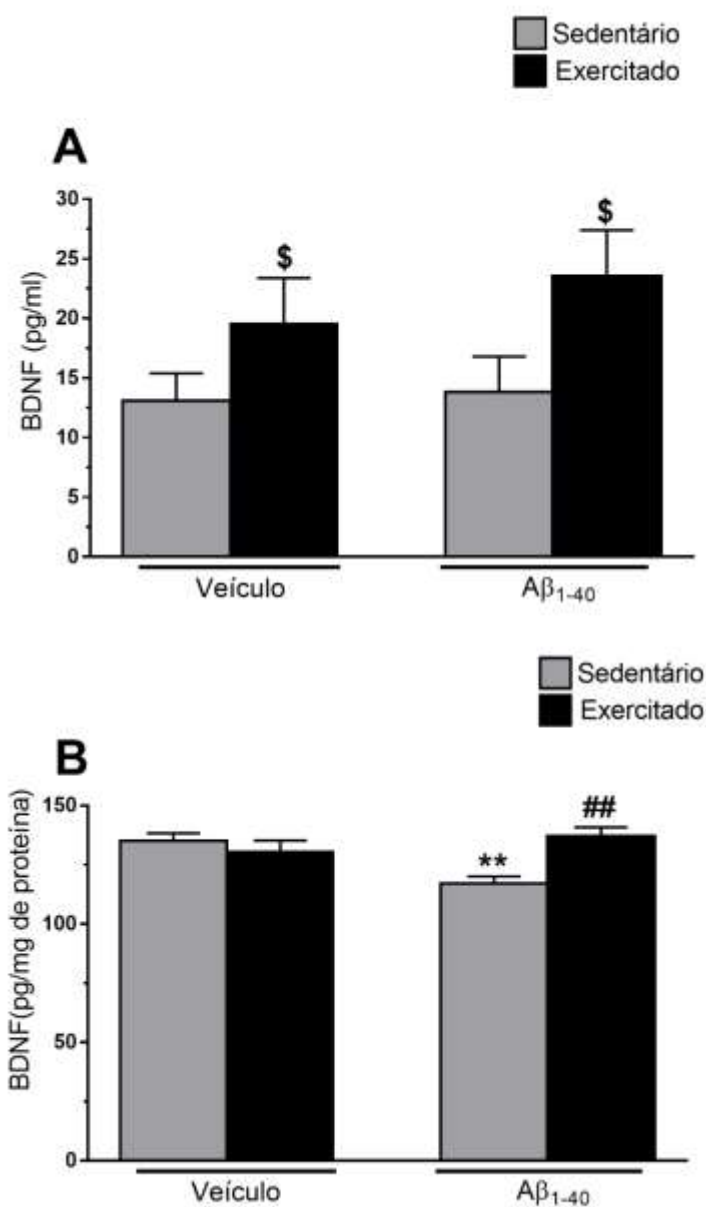 Sedentário
Exercitado
A
30
25
20
15
10
5
0
BDNF (pg/ml)
$
$
Veículo
Aβ1-40
Sedentário
Exercitado
B
150
100
50
0
BDNF(pg/mg de proteína)
**
##
Veículo
Aβ1-40